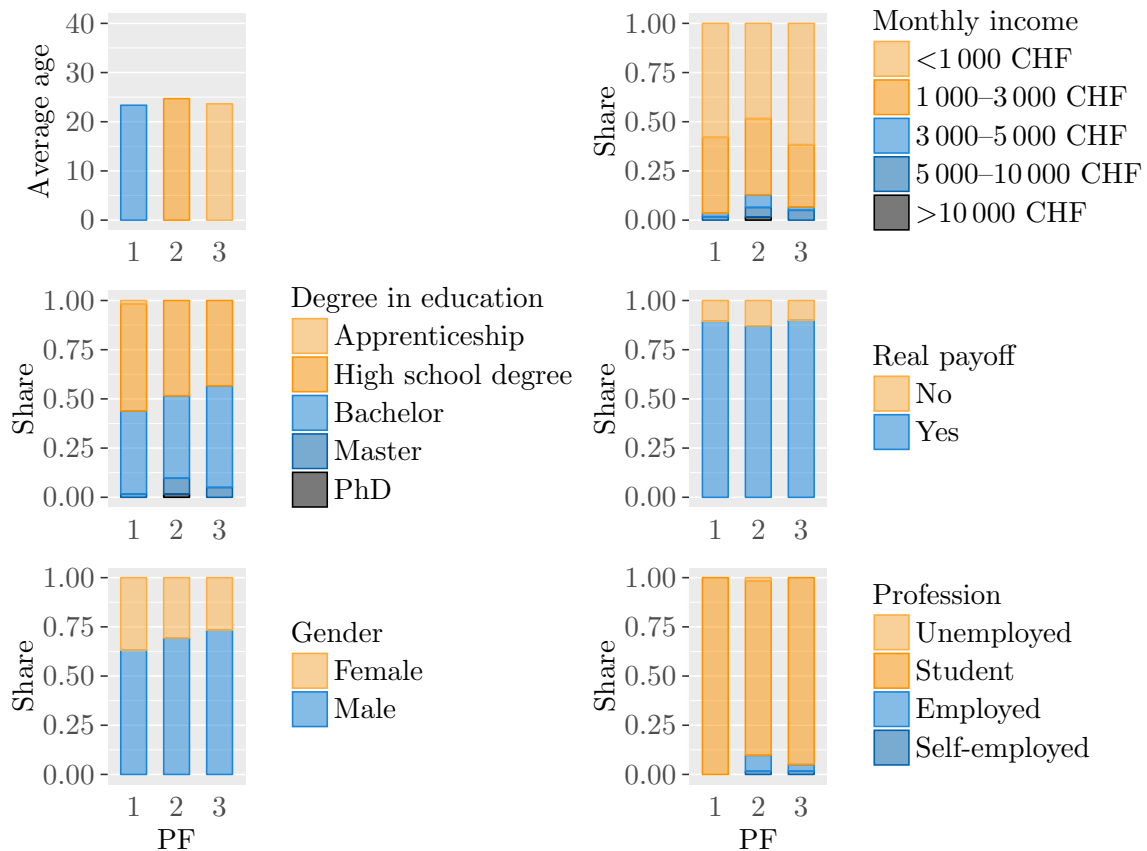 Average age
40
30
20
10
0
1 2 3
Share
1.00
0.75
0.50
0.25
0.00
1 2 3
Monthly income
<1 000 CHF
1 000–3 000 CHF
3 000–5 000 CHF
5 000–10 000 CHF
>10 000 CHF
Share
1.00
0.75
0.50
0.25
0.00
1 2 3
Degree in education
Apprenticeship
High school degree
Bachelor
Master
PhD
Share
1.00
0.75
0.50
0.25
0.00
1 2 3
Real payoff
No
Yes
Share
1.00
0.75
0.50
0.25
0.00
1 2 3
PF
Gender
Female
Male
Share
1.00
0.75
0.50
0.25
0.00
1 2 3
PF
Profession
Unemployed
Student
Employed
Self-employed